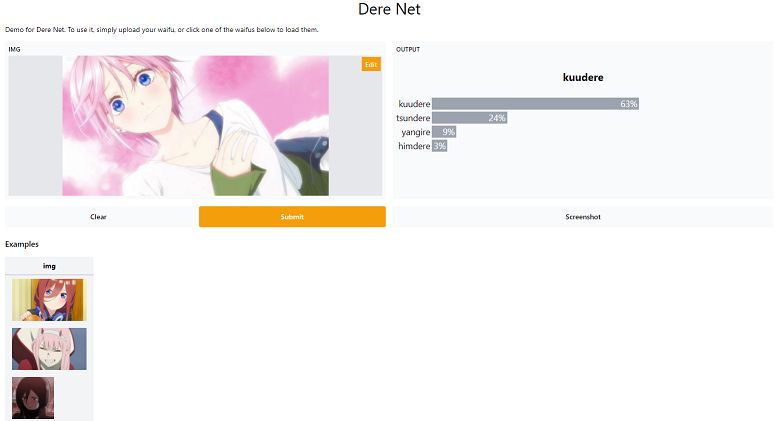 Dere Net
Demo for Dere Net. To use it, simply upload your waifu, or click one of the waifus below to load them.
IMG
Edit
OUTPUT
kuudere
kuudere 63%
tsundere 24%
yangire 9%
himdere 3%
Clear
Submit
Screenshot
Examples
img